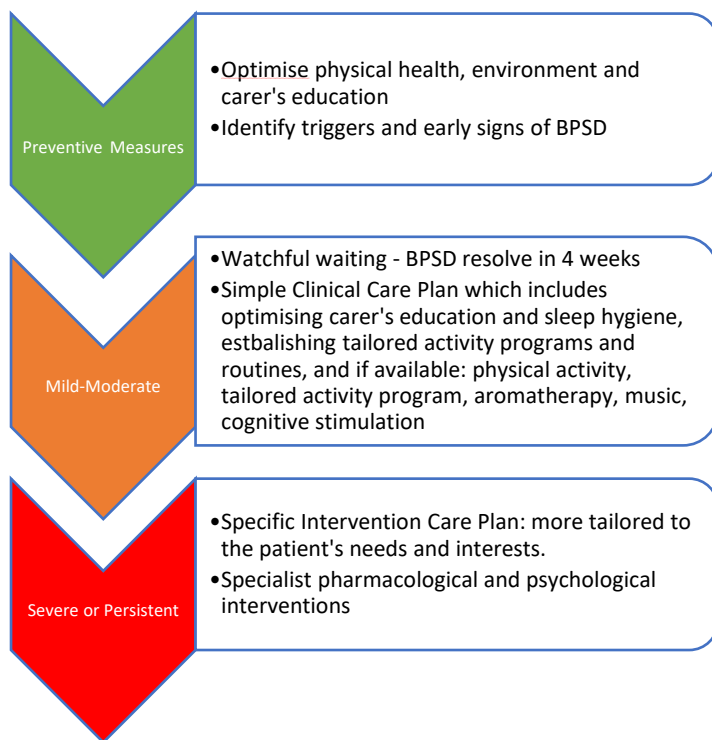 Preventive Measures
•Optimise physical health, environment and
carer's education
•Identify triggers and early signs of BPSD
Mild-Moderate
•Watchful waiting - BPSD resolve in 4 weeks
•Simple Clinical Care Plan which includes
optimising carer's education and sleep hygiene,
estbalishing tailored activity programs and
routines, and if available: physical activity,
tailored activity program, aromatherapy, music,
cognitive stimulation
Severe or Persistent
•Specific Intervention Care Plan: more tailored to
the patient's needs and interests.
•Specialist pharmacological and psychological
interventions